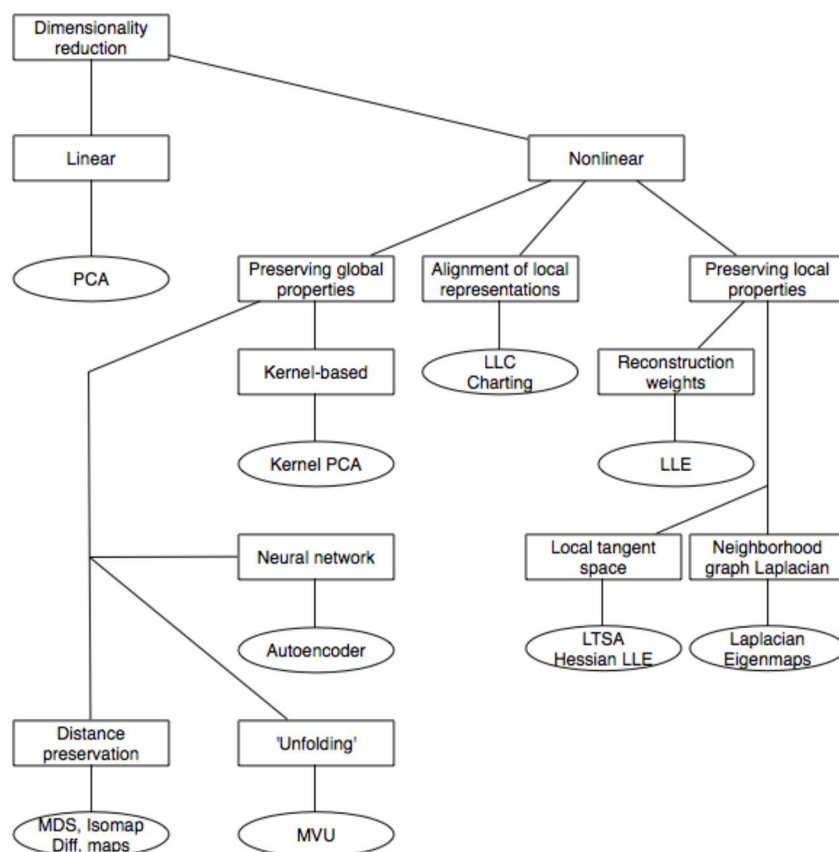 Dimensionality
reduction
Linear
Nonlinear
PCA
Preserving global
properties
Alignment of local
representations
Preserving local
properties
Kernel-based
LLC
Charting
Reconstruction
weights
Kernel PCA
LLE
Neural network
Local tangent
space
Neighborhood
graph Laplacian
Autoencoder
LTSA
Hessian LLE
Laplacian
Eigenmaps
Distance
preservation
'Unfolding'
MDS, Isomap
Diff. maps
MVU